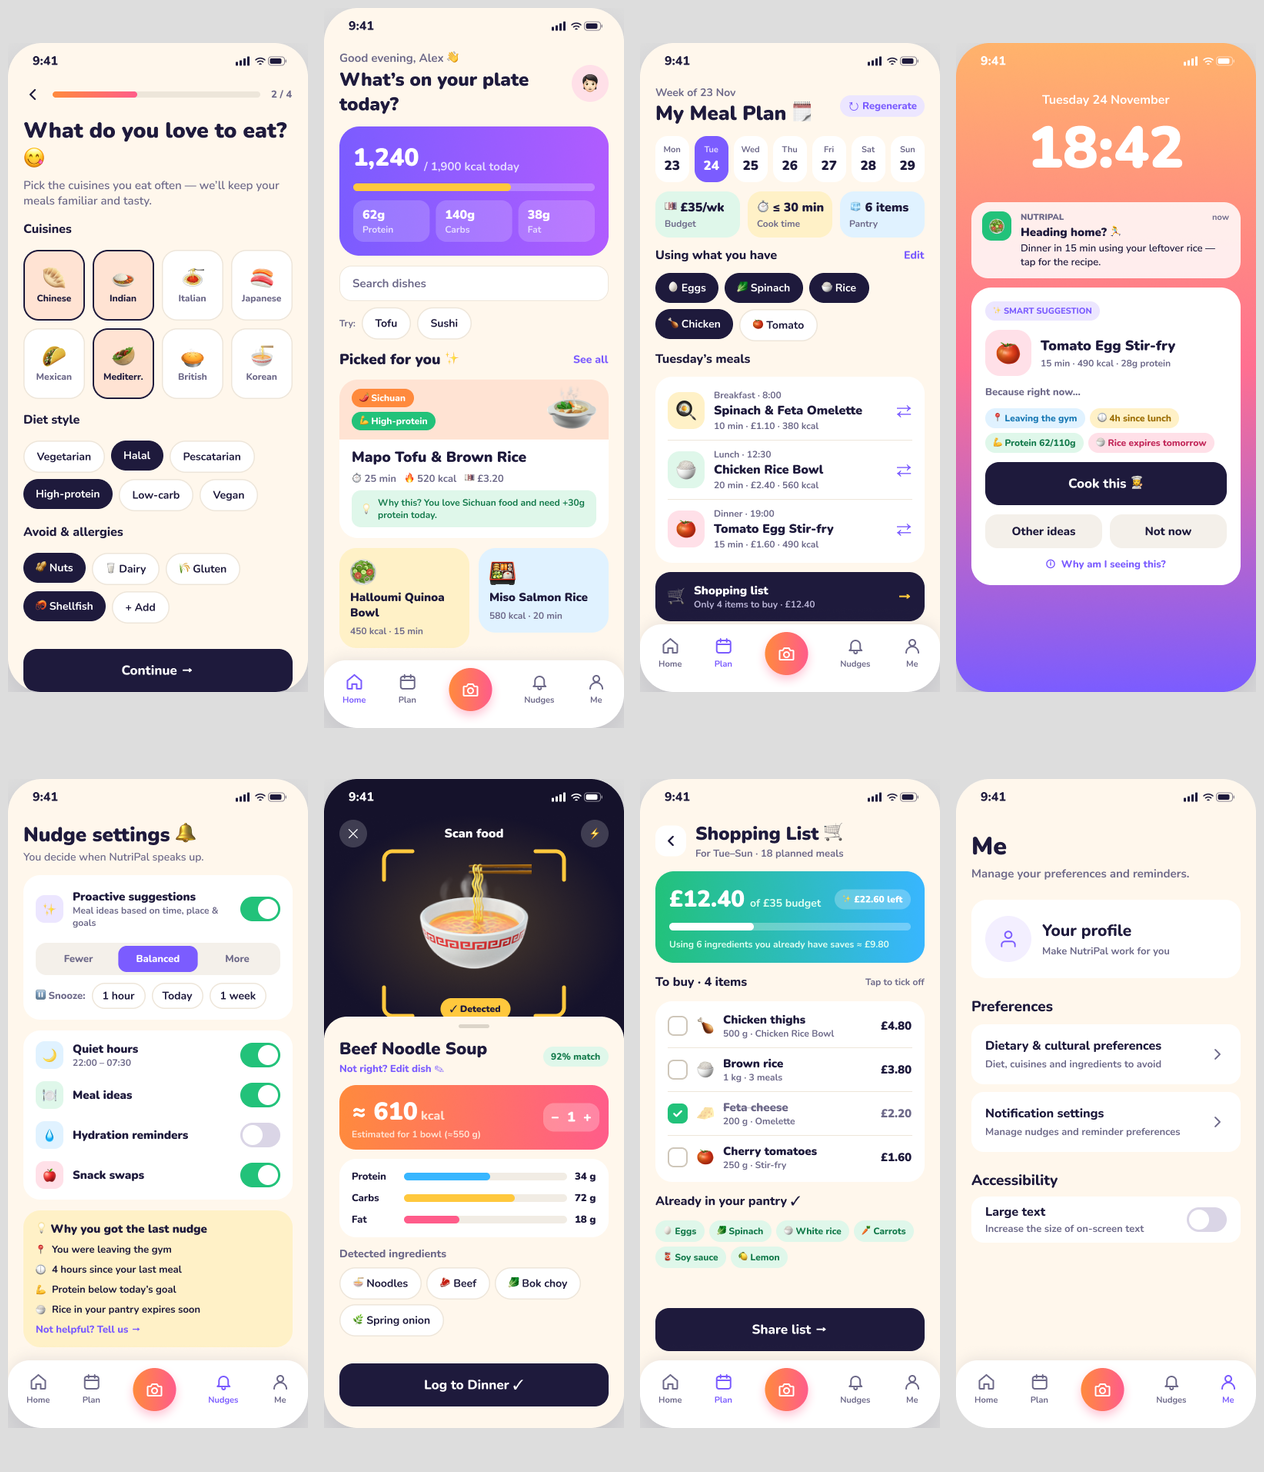 9:41
2 / 4
What do you love to eat?
😋
Pick the cuisines you eat often — we'll keep your
meals familiar and tasty.
Cuisines
Chinese
Indian
Italian
Japanese
Mexican
Mediterr.
British
Korean
Diet style
Vegetarian
Halal
Pescatarian
High-protein
Low-carb
Vegan
Avoid & allergies
Nuts
Dairy
Gluten
Shellfish
+ Add
Continue →
9:41
Good evening, Alex 👋
What's on your plate
today?
1,240 / 1,900 kcal today
62g
Protein
140g
Carbs
38g
Fat
Search dishes
Try:
Tofu
Sushi
Picked for you ✨
See all
🌶️ Sichuan
💪 High-protein
Mapo Tofu & Brown Rice
⏱ 25 min 🔥 520 kcal 💷 £3.20
Why this? You love Sichuan food and need +30g
protein today.
Halloumi Quinoa
Bowl
450 kcal · 15 min
Miso Salmon Rice
580 kcal · 20 min
Home
Plan
Nudges
Me
9:41
Week of 23 Nov
My Meal Plan 🗓️
Regenerate
Mon
23
Tue
24
Wed
25
Thu
26
Fri
27
Sat
28
Sun
29
£35/wk
Budget
≤ 30 min
Cook time
6 items
Pantry
Using what you have
Edit
Eggs
Spinach
Rice
Chicken
Tomato
Tuesday's meals
Breakfast · 8:00
Spinach & Feta Omelette
10 min · £1.10 · 380 kcal
Lunch · 12:30
Chicken Rice Bowl
20 min · £2.40 · 560 kcal
Dinner · 19:00
Tomato Egg Stir-fry
15 min · £1.60 · 490 kcal
Shopping list
Only 4 items to buy · £12.40
→
Home
Plan
Nudges
Me
9:41
Tuesday 24 November
18:42
NUTRIPAL
now
Heading home? 🏃
Dinner in 15 min using your leftover rice —
tap for the recipe.
✨ SMART SUGGESTION
Tomato Egg Stir-fry
15 min · 490 kcal · 28g protein
Because right now...
📍 Leaving the gym
4h since lunch
💪 Protein 62/110g
🍚 Rice expires tomorrow
Cook this
Other ideas
Not now
Why am I seeing this?
9:41
Nudge settings 🔔
You decide when NutriPal speaks up.
Proactive suggestions
Meal ideas based on time, place &
goals
Fewer
Balanced
More
⏸️ Snooze:
1 hour
Today
1 week
Quiet hours
22:00 – 07:30
Meal ideas
Hydration reminders
Snack swaps
💡 Why you got the last nudge
📍 You were leaving the gym
4 hours since your last meal
💪 Protein below today's goal
🍚 Rice in your pantry expires soon
Not helpful? Tell us →
Home
Plan
Nudges
Me
9:41
Scan food
✓ Detected
Beef Noodle Soup
92% match
Not right? Edit dish ✎
≈ 610 kcal
− 1 +
Estimated for 1 bowl (≈550 g)
Protein
34 g
Carbs
72 g
Fat
18 g
Detected ingredients
Noodles
Beef
Bok choy
Spring onion
Log to Dinner ✓
9:41
Shopping List 🛒
For Tue–Sun · 18 planned meals
£12.40 of £35 budget
✨ £22.60 left
Using 6 ingredients you already have saves ≈ £9.80
To buy · 4 items
Tap to tick off
Chicken thighs
500 g · Chicken Rice Bowl
£4.80
Brown rice
1 kg · 3 meals
£3.80
Feta cheese
200 g · Omelette
£2.20
Cherry tomatoes
250 g · Stir-fry
£1.60
Already in your pantry ✓
Eggs
Spinach
White rice
Carrots
Soy sauce
Lemon
Share list →
Home
Plan
Nudges
Me
Me
Manage your preferences and reminders.
Your profile
Make NutriPal work for you
Preferences
Dietary & cultural preferences
Diet, cuisines and ingredients to avoid
Notification settings
Manage nudges and reminder preferences
Accessibility
Large text
Increase the size of on-screen text
Home
Plan
Nudges
Me